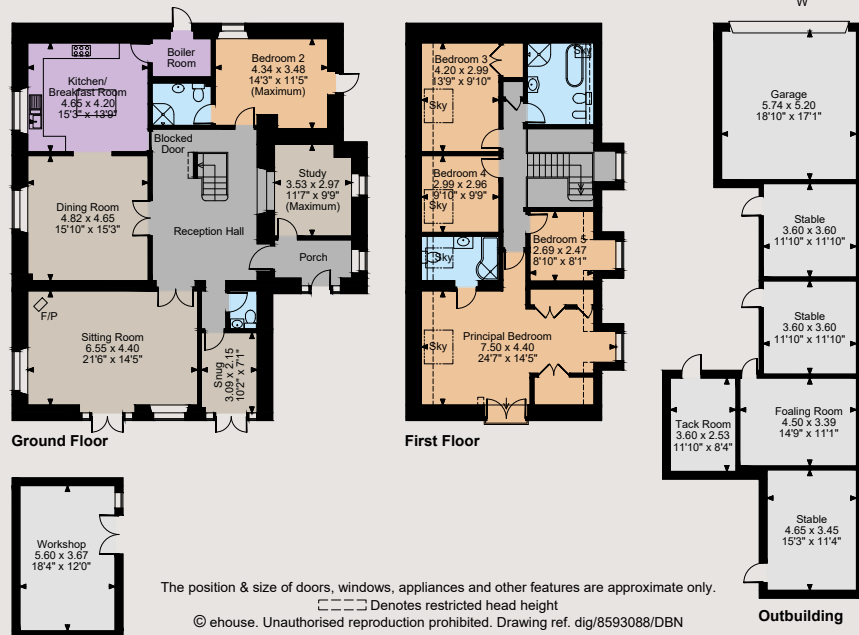 W
Boiler
Room
Bedroom 2
4.34 x 3.48
14'3" x 11'5"
(Maximum)
Kitchen/
Breakfast Room
4.65 x 4.20
15'3" x 13'9"
Blocked
Door
Study
3.53 x 2.97
11'7" x 9'9"
(Maximum)
Dining Room
4.82 x 4.65
15'10" x 15'3"
Reception Hall
Porch
F/P
Sitting Room
6.55 x 4.40
21'6" x 14'5"
Snug
3.09 x 2.15
10'2" x 7'1"
Ground Floor
Bedroom 3
4.20 x 2.99
13'9" x 9'10"
Sky
Sky
Bedroom 4
2.99 x 2.96
9'10" x 9'9"
Sky
Sky
Bedroom 5
2.69 x 2.47
8'10" x 8'1"
Principal Bedroom
7.50 x 4.40
24'7" x 14'5"
Sky
First Floor
Garage
5.74 x 5.20
18'10" x 17'1"
Stable
3.60 x 3.60
11'10" x 11'10"
Stable
3.60 x 3.60
11'10" x 11'10"
Tack Room
3.60 x 2.53
11'10" x 8'4"
Foaling Room
4.50 x 3.39
14'9" x 11'1"
Stable
4.65 x 3.45
15'3" x 11'4"
Outbuilding
Workshop
5.60 x 3.67
18'4" x 12'0"
The position & size of doors, windows, appliances and other features are approximate only.
Denotes restricted head height
© ehouse. Unauthorised reproduction prohibited. Drawing ref. dig/8593088/DBN